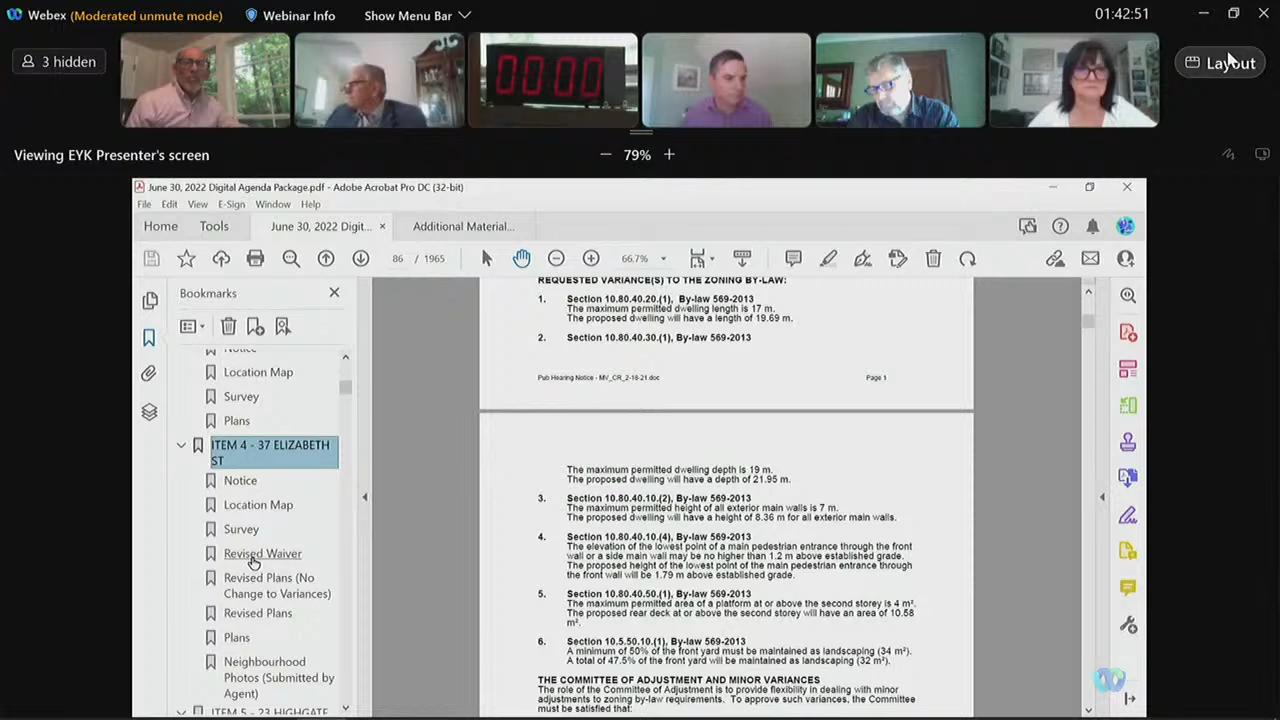 Webex (Moderated unmute mode) Webinar Info Show Menu Bar 01:42:51
3 hidden
00:00
Layout
Viewing EYK Presenter's screen
79%
June 30, 2022 Digital Agenda Package.pdf - Adobe Acrobat Pro DC (32-bit)
File Edit View E-Sign Window Help
Home Tools June 30, 2022 Digit... Additional Material...
86 / 1965 66.7%
Bookmarks
Notice
Location Map
Survey
Plans
ITEM 4 - 37 ELIZABETH
ST
Notice
Location Map
Survey
Revised Waiver
Revised Plans (No
Change to Variances)
Revised Plans
Plans
Neighbourhood
Photos (Submitted by
Agent)
ITEM 5 - 23 HIGHGATE
REQUESTED VARIANCE(S) TO THE ZONING BY-LAW:
1. Section 10.80.40.20.(1), By-law 569-2013
The maximum permitted dwelling length is 17 m.
The proposed dwelling will have a length of 19.69 m.
2. Section 10.80.40.30.(1), By-law 569-2013
Pub Hearing Notice - MV_CR_2-18-21.doc Page 1
The maximum permitted dwelling depth is 19 m.
The proposed dwelling will have a depth of 21.95 m.
3. Section 10.80.40.10.(2), By-law 569-2013
The maximum permitted height of all exterior main walls is 7 m.
The proposed dwelling will have a height of 8.36 m for all exterior main walls.
4. Section 10.80.40.10.(4), By-law 569-2013
The elevation of the lowest point of a main pedestrian entrance through the front
wall or a side main wall may be no higher than 1.2 m above established grade.
The proposed height of the lowest point of the main pedestrian entrance through
the front wall will be 1.79 m above established grade.
5. Section 10.80.40.50.(1), By-law 569-2013
The maximum permitted area of a platform at or above the second storey is 4 m².
The proposed rear deck at or above the second storey will have an area of 10.58
m².
6. Section 10.5.50.10.(1), By-law 569-2013
A minimum of 50% of the front yard must be maintained as landscaping (34 m²).
A total of 47.5% of the front yard will be maintained as landscaping (32 m²).
THE COMMITTEE OF ADJUSTMENT AND MINOR VARIANCES
The role of the Committee of Adjustment is to provide flexibility in dealing with minor
adjustments to zoning by-law requirements. To approve such variances, the Committee
must be satisfied that: